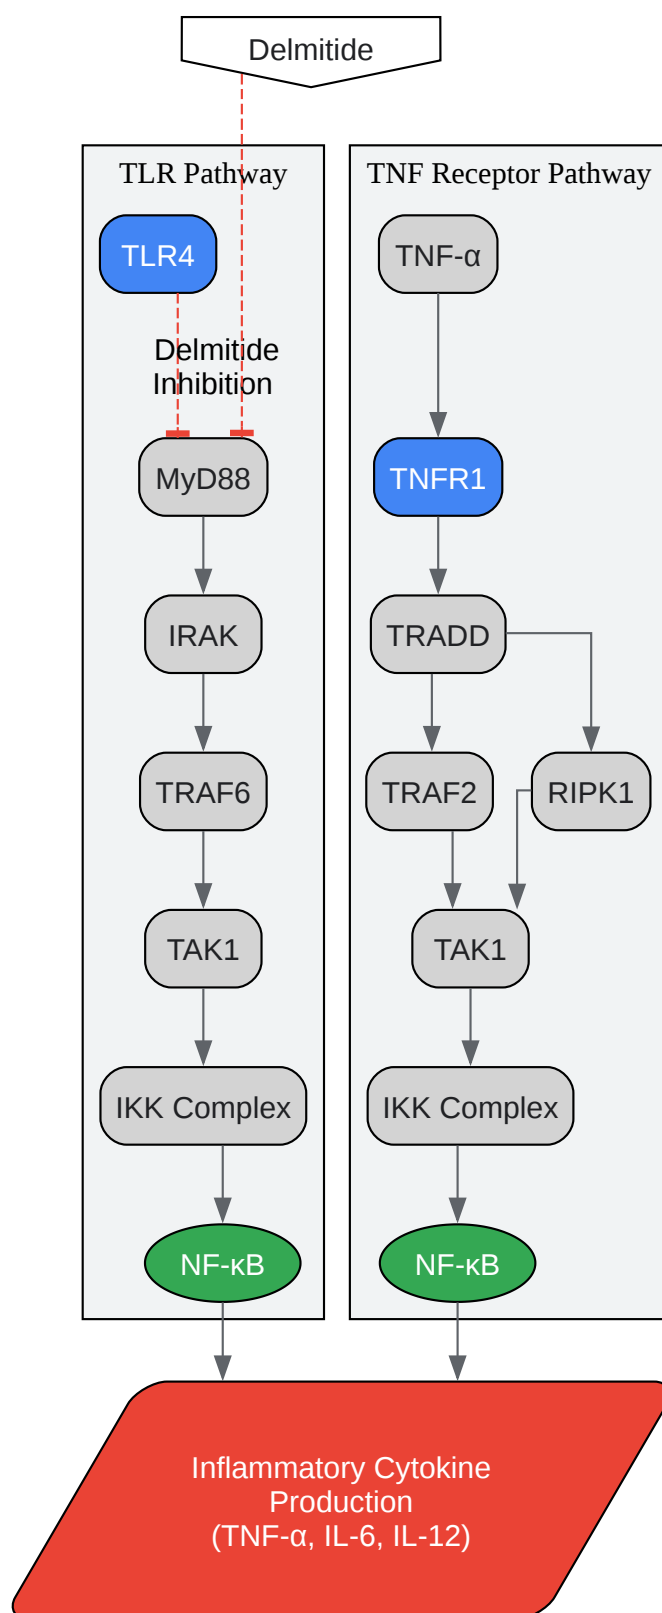 Delmitide
TLR Pathway
TLR4
Delmitide
Inhibition
MyD88
IRAK
TRAF6
TAK1
IKK Complex
NF-κB
TNF Receptor Pathway
TNF-α
TNFR1
TRADD
TRAF2
RIPK1
TAK1
IKK Complex
NF-κB
Inflammatory Cytokine
Production
(TNF-α, IL-6, IL-12)